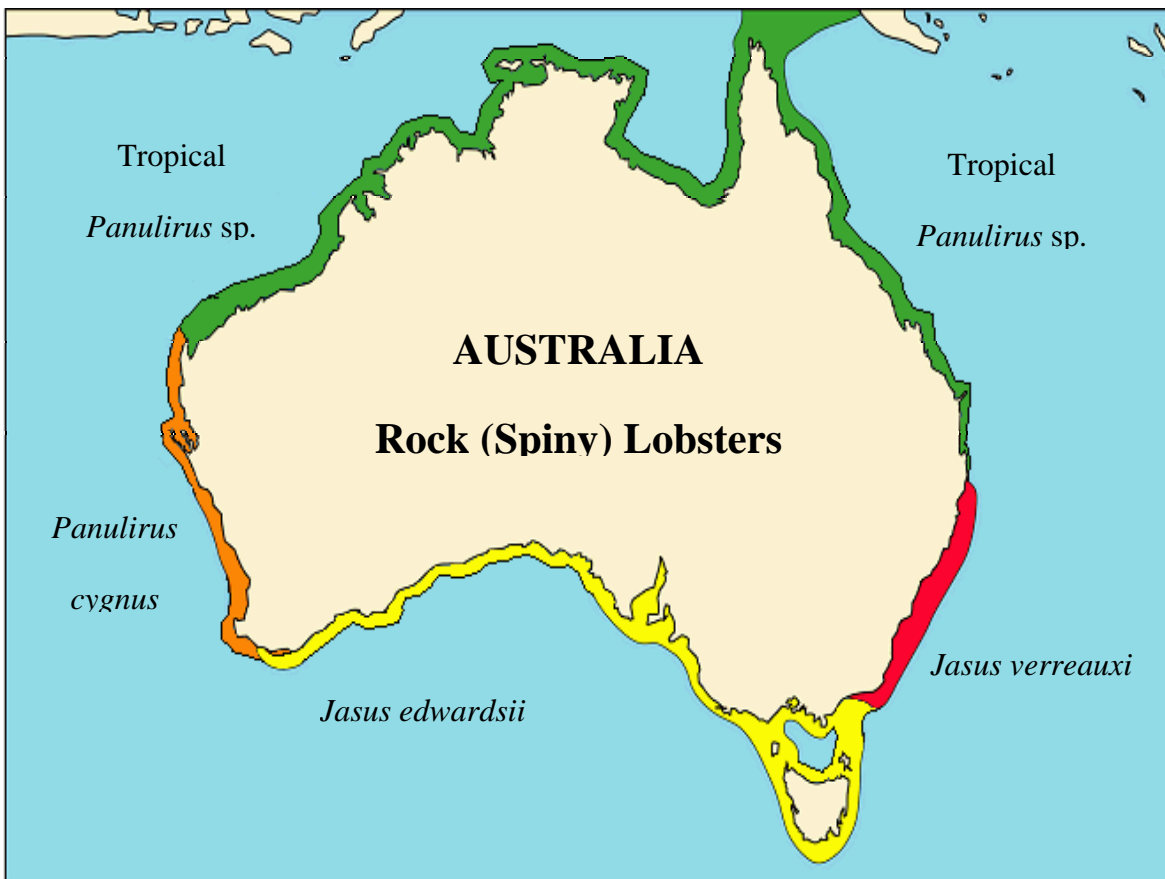 Tropical
Panulirus sp.
Tropical
Panulirus sp.
AUSTRALIA
Rock (Spiny) Lobsters
Panulirus
cygnus
Jasus edwardsii
Jasus verreauxi